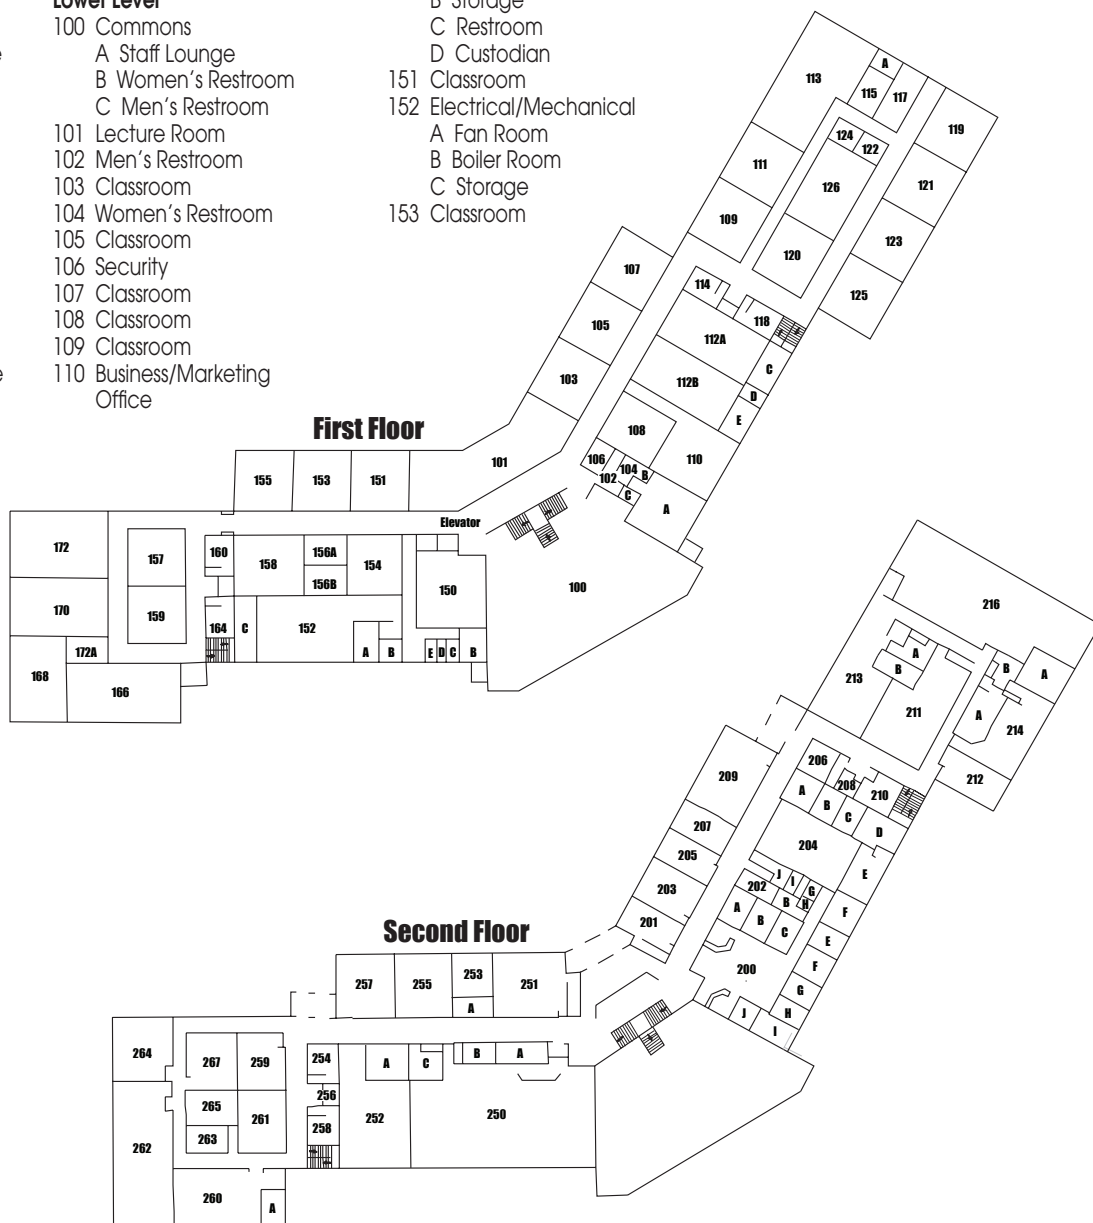 Lower Level
100 Commons
A Staff Lounge
B Women's Restroom
C Men's Restroom
101 Lecture Room
102 Men's Restroom
103 Classroom
104 Women's Restroom
105 Classroom
106 Security
107 Classroom
108 Classroom
109 Classroom
110 Business/Marketing
Office
B Storage
C Restroom
D Custodian
151 Classroom
152 Electrical/Mechanical
A Fan Room
B Boiler Room
C Storage
153 Classroom
First Floor
113
A
115
117
119
124
122
111
126
121
109
120
123
107
114
125
118
105
112A
C
103
112B
D
E
108
110
106
104
B
102
C
A
101
155
153
151
Elevator
172
157
160
158
156A
154
156B
150
100
170
159
164
C
152
172A
A
B
E
D
C
B
168
166
Second Floor
216
A
B
B
A
213
211
A
214
212
209
206
208
210
A
B
C
D
207
204
205
E
J
I
G
203
202
B
H
A
B
C
F
201
E
200
F
G
J
H
I
257
255
253
251
A
264
267
259
254
A
C
B
A
265
256
261
252
250
258
263
262
260
A